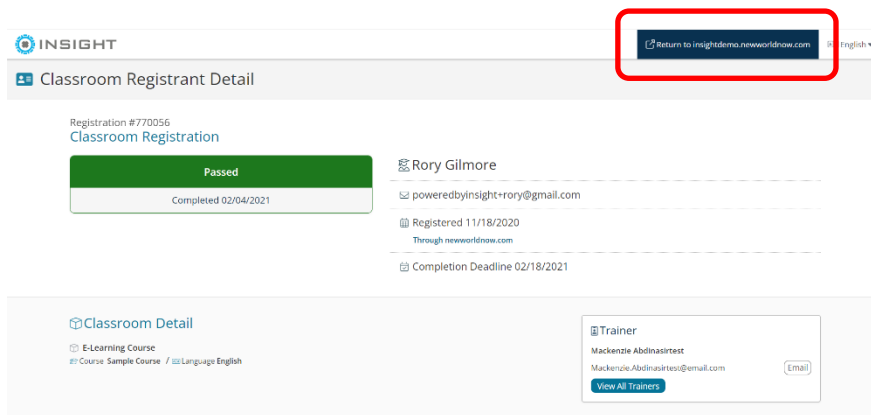 INSIGHT
Return to insightdemo.newworldnow.com
English
Classroom Registrant Detail
Registration #770056
Classroom Registration
Passed
Completed 02/04/2021
Rory Gilmore
poweredbyinsight+rory@gmail.com
Registered 11/18/2020
Through newworldnow.com
Completion Deadline 02/18/2021
Classroom Detail
E-Learning Course
Course Sample Course / Language English
Trainer
Mackenzie Abdinasirtest
Mackenzie.Abdinasirtest@email.com
Email
View All Trainers